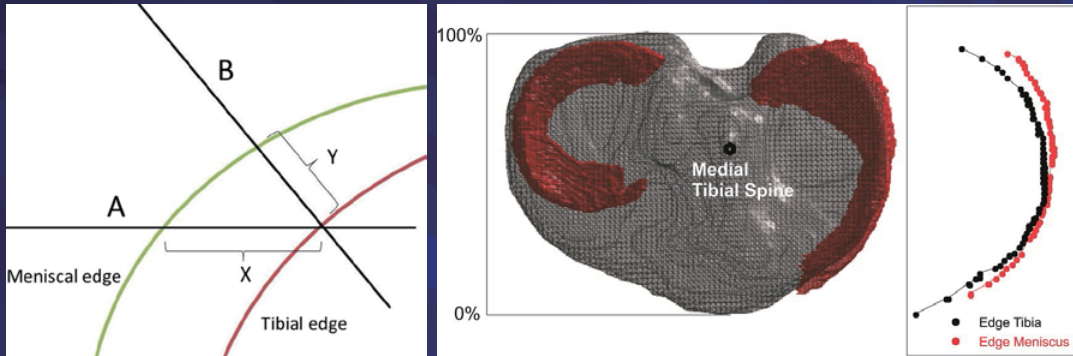 B
Y
A
X
Meniscal edge
Tibial edge
100%
Medial
Tibial Spine
0%
Edge Tibia
Edge Meniscus